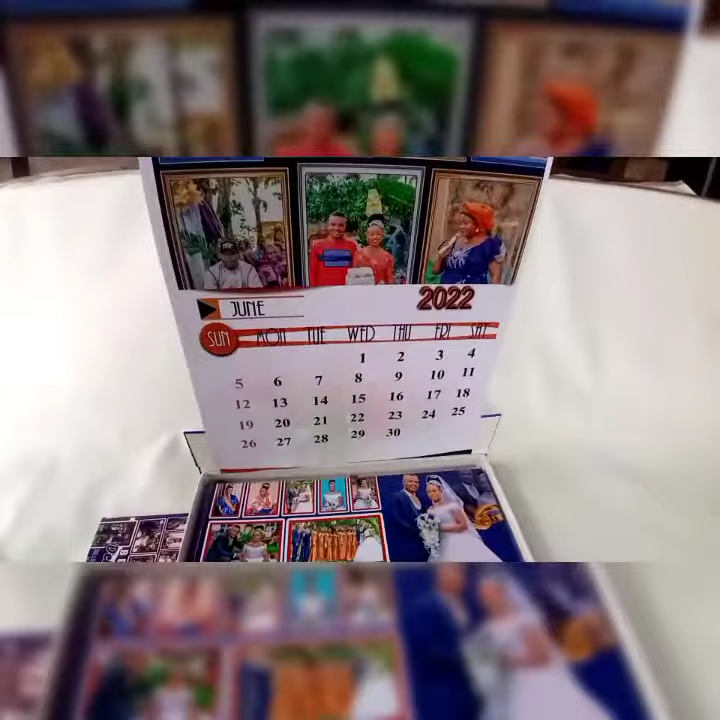 JUNE
2022
SUN MON TUE WED THU FRI SAT
1 2 3 4
5 6 7 8 9 10 11
12 13 14 15 16 17 18
19 20 21 22 23 24 25
26 27 28 29 30